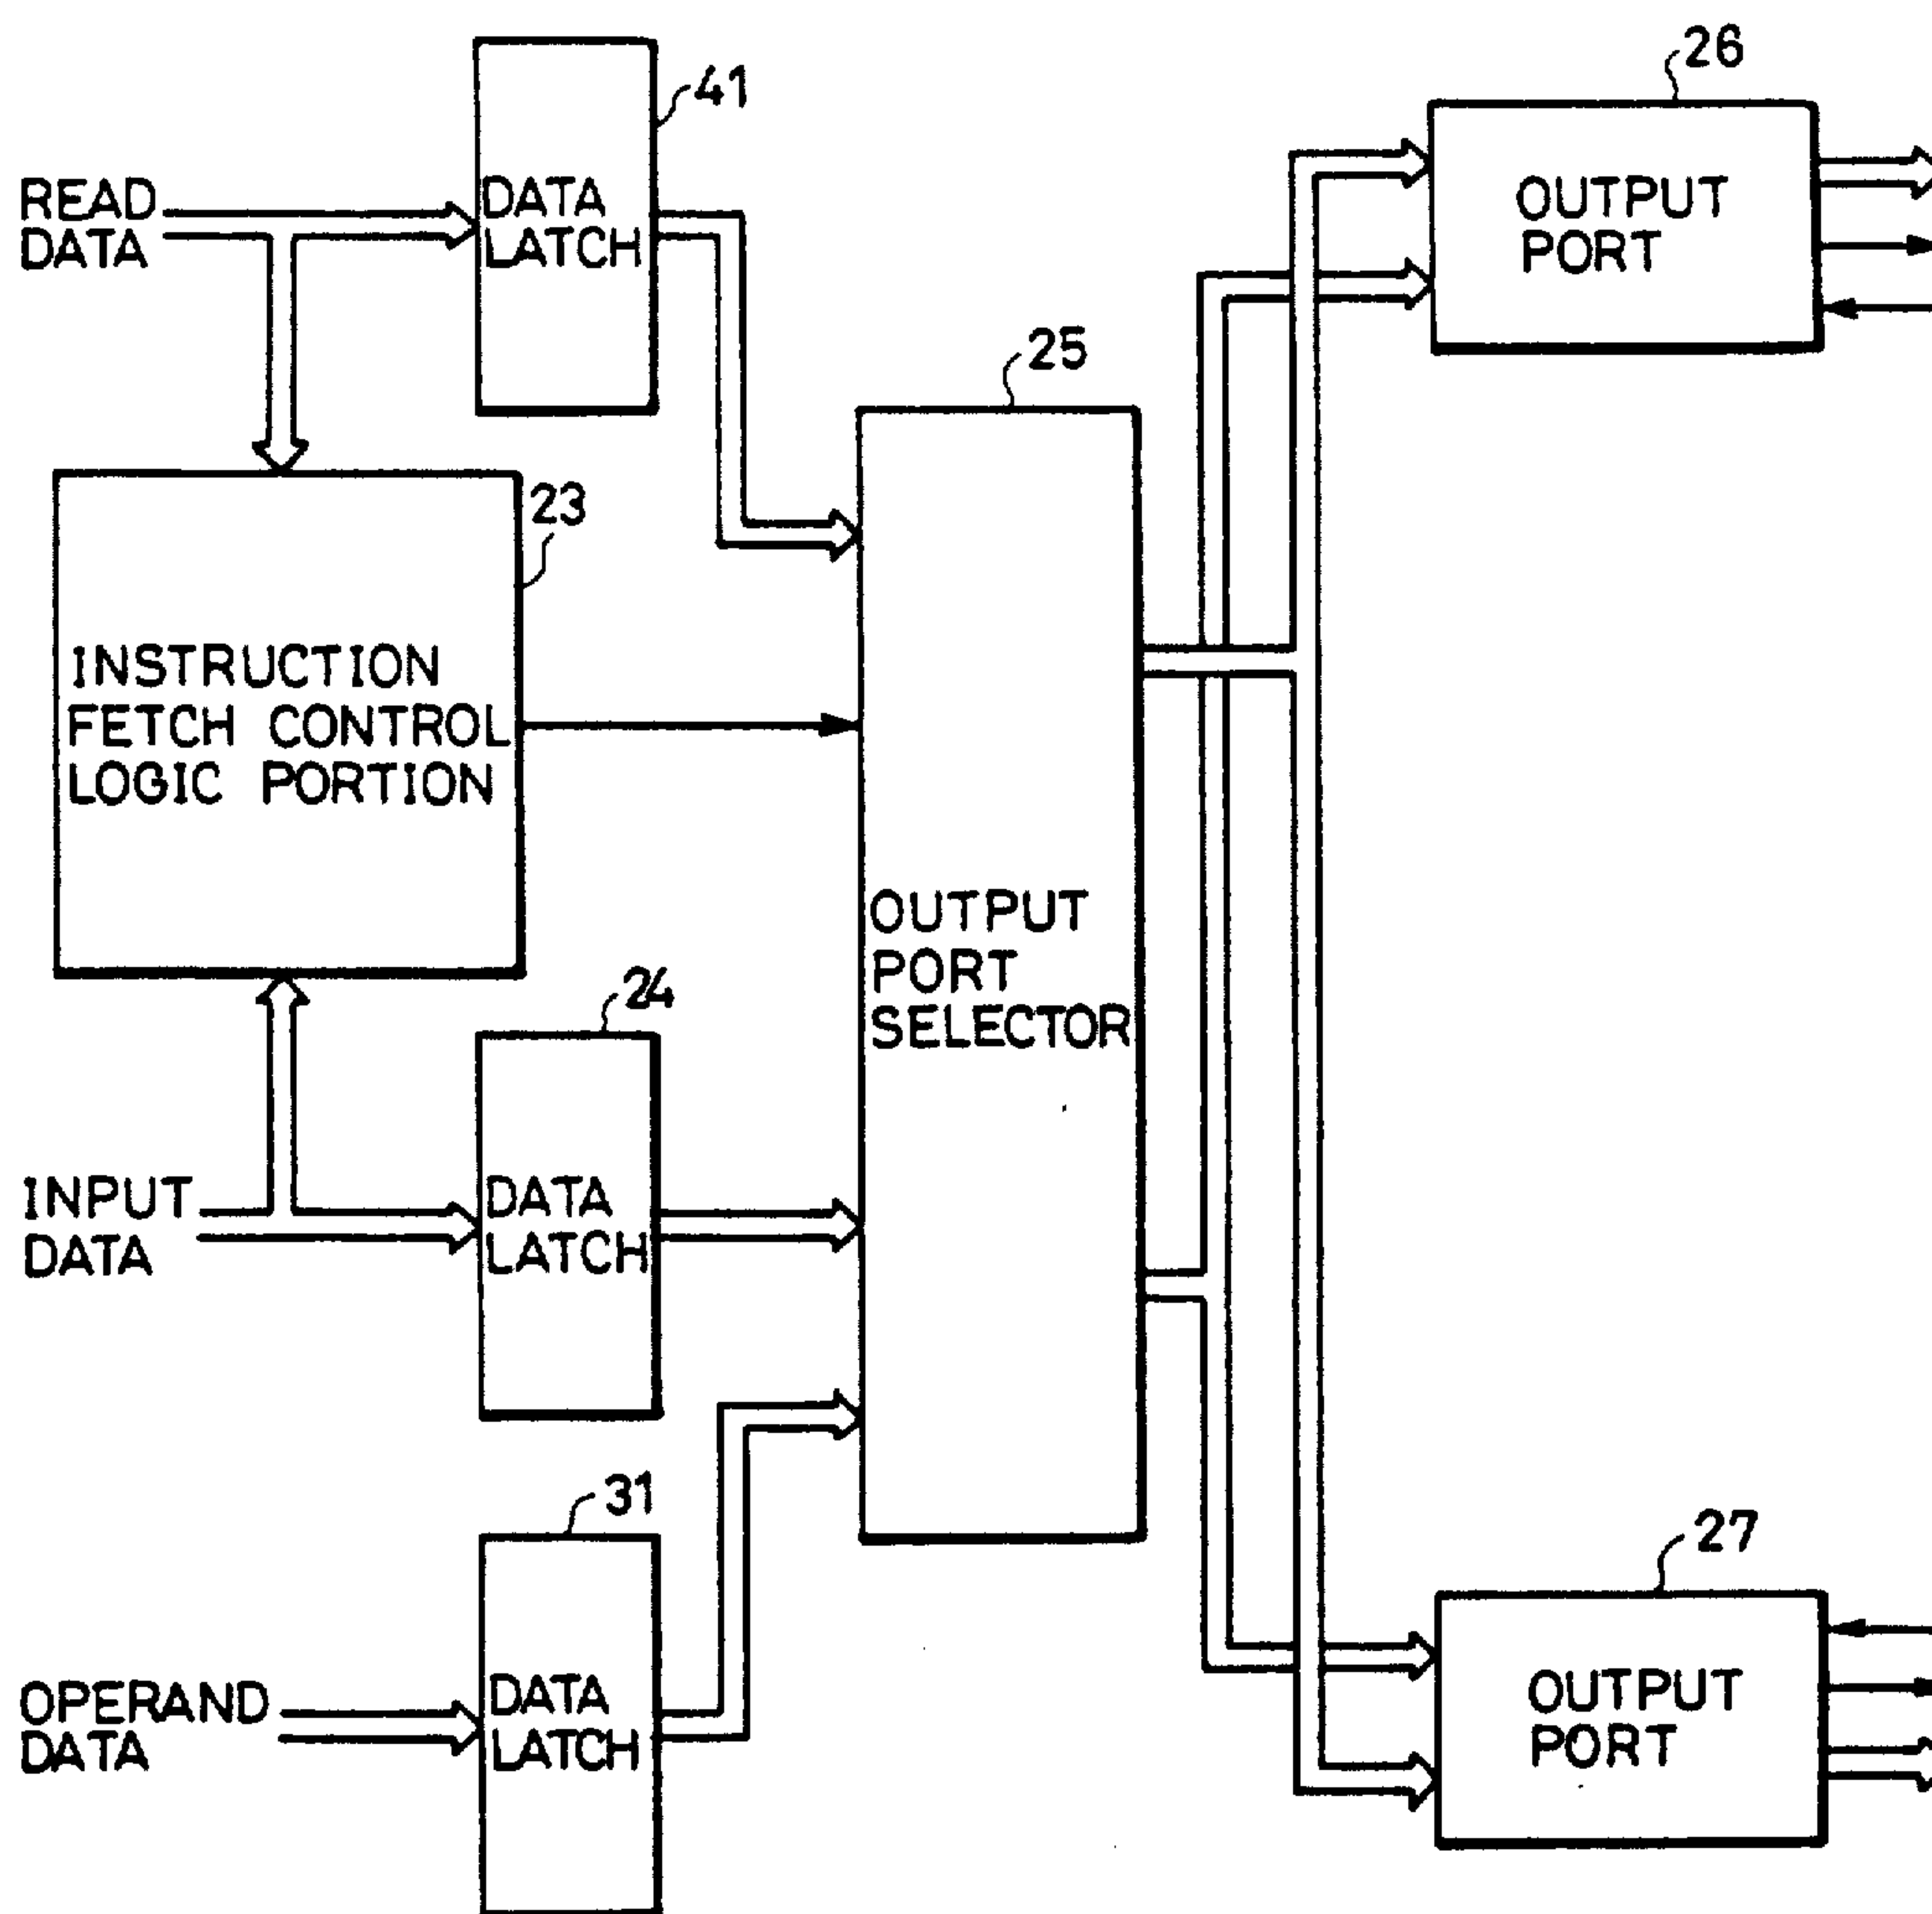 26
41
READ
DATA
DATA
LATCH
OUTPUT
PORT
25
23
INSTRUCTION
FETCH CONTROL
LOGIC PORTION
OUTPUT
PORT
SELECTOR
24
INPUT
DATA
DATA
LATCH
31
27
OPERAND
DATA
DATA
LATCH
OUTPUT
PORT